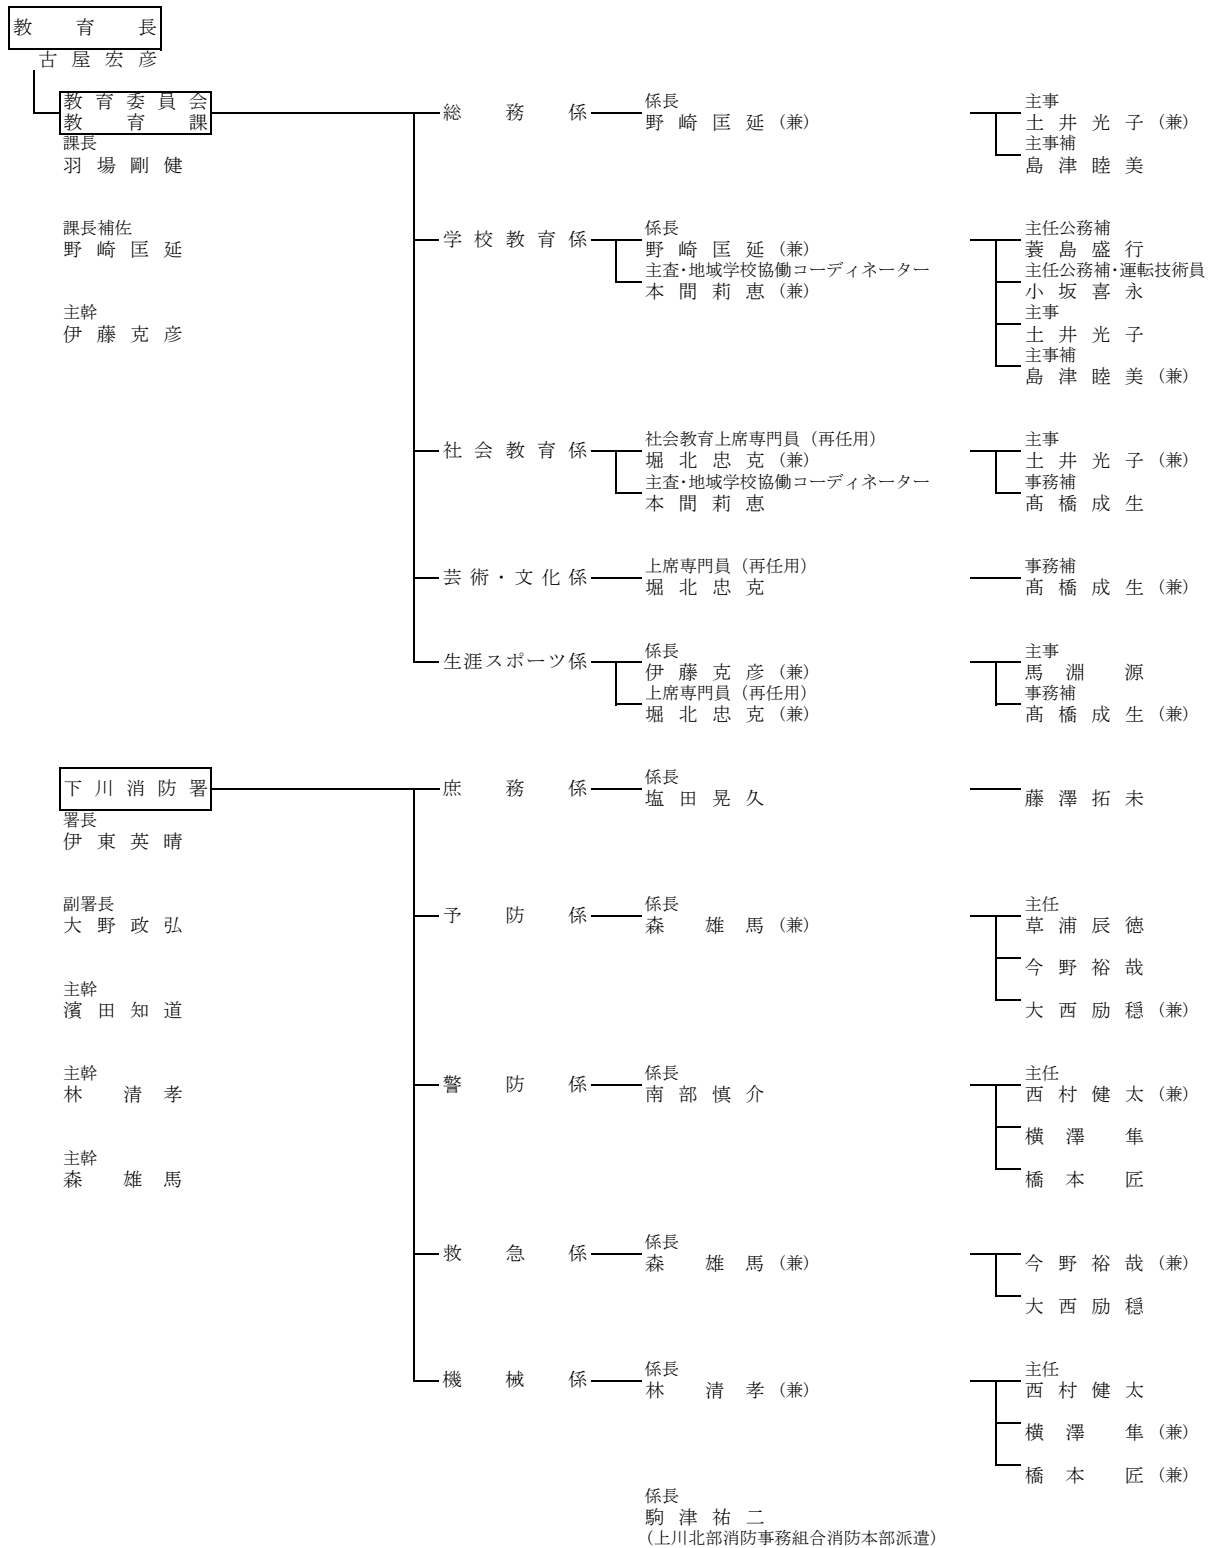 教育長
古屋宏彦
教育委員会
教育課
課長
羽場剛健
課長補佐
野崎匡延
主幹
伊藤克彦
総務係
係長
野崎匡延（兼）
主事
土井光子（兼）
主事補
島津睦美
学校教育係
係長
野崎匡延（兼）
主査・地域学校協働コーディネーター
本間莉恵（兼）
主任公務補
蓑島盛行
主任公務補・運転技術員
小坂喜永
主事
土井光子
主事補
島津睦美（兼）
社会教育係
社会教育上席専門員（再任用）
堀北忠克（兼）
主査・地域学校協働コーディネーター
本間莉恵
主事
土井光子（兼）
事務補
髙橋成生
芸術・文化係
上席専門員（再任用）
堀北忠克
事務補
髙橋成生（兼）
生涯スポーツ係
係長
伊藤克彦（兼）
上席専門員（再任用）
堀北忠克（兼）
主事
馬淵源
事務補
髙橋成生（兼）
下川消防署
署長
伊東英晴
副署長
大野政弘
主幹
濱田知道
主幹
林清孝
主幹
森雄馬
庶務係
係長
塩田晃久
藤澤拓未
予防係
係長
森雄馬（兼）
主任
草浦辰徳
今野裕哉
大西励穏（兼）
警防係
係長
南部慎介
主任
西村健太（兼）
横澤隼
橋本匠
救急係
係長
森雄馬（兼）
今野裕哉（兼）
大西励穏
機械係
係長
林清孝（兼）
主任
西村健太
横澤隼（兼）
橋本匠（兼）
係長
駒津祐二
（上川北部消防事務組合消防本部派遣）